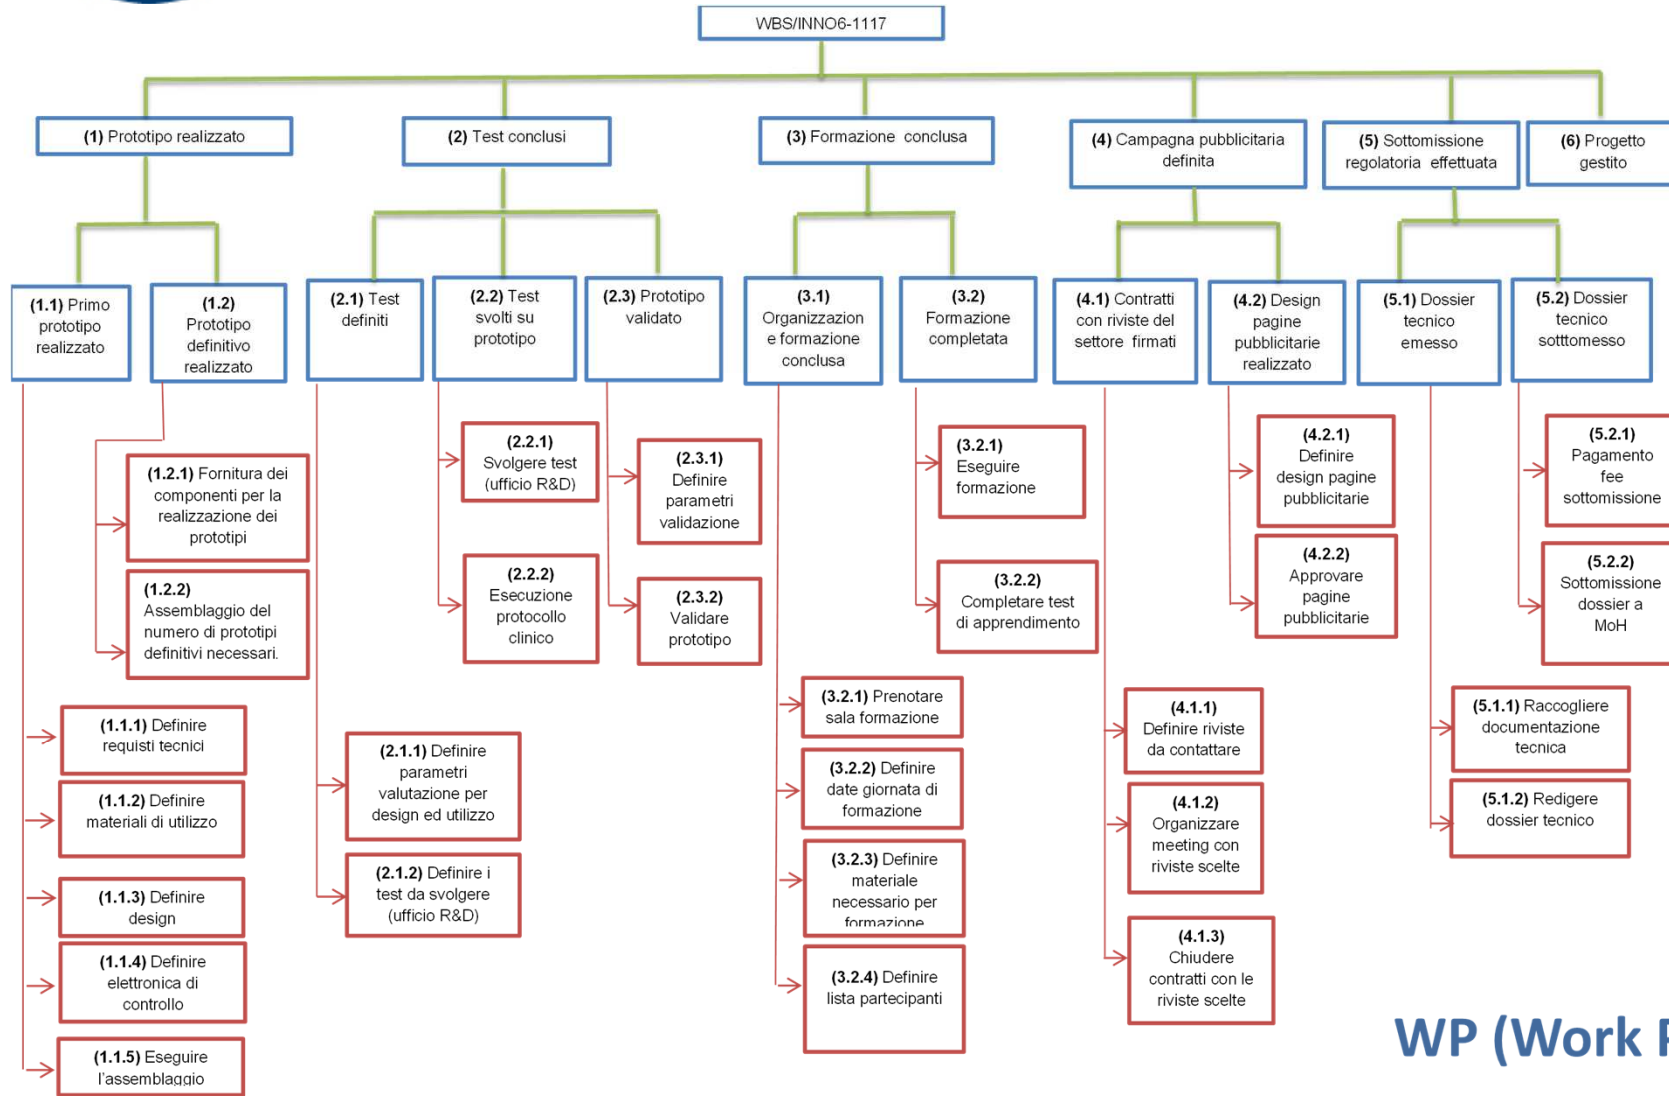 WBS/INNO6-1117
(1) Prototipo realizzato
(2) Test conclusi
(3) Formazione conclusa
(4) Campagna pubblicitaria
definita
(5) Sottomissione
regolatoria effettuata
(6) Progetto
gestito
(1.1) Primo
prototipo
realizzato
(1.2)
Prototipo
definitivo
realizzato
(2.1) Test
definiti
(2.2) Test
svolti su
prototipo
(2.3) Prototipo
validato
(3.1)
Organizzazion
e formazione
conclusa
(3.2)
Formazione
completata
(4.1) Contratti
con riviste del
settore firmati
(4.2) Design
pagine
pubblicitarie
realizzato
(5.1) Dossier
tecnico
emesso
(5.2) Dossier
tecnico
sotttomesso
(1.2.1) Fornitura dei
componenti per la
realizzazione dei
prototipi
(1.2.2)
Assemblaggio del
numero di prototipi
definitivi necessari.
(1.1.1) Definire
requisti tecnici
(1.1.2) Definire
materiali di utilizzo
(1.1.3) Definire
design
(1.1.4) Definire
elettronica di
controllo
(1.1.5) Eseguire
l'assemblaggio
(2.1.1) Definire
parametri
valutazione per
design ed utilizzo
(2.1.2) Definire i
test da svolgere
(ufficio R&D)
(2.2.1)
Svolgere test
(ufficio R&D)
(2.2.2)
Esecuzione
protocollo
clinico
(2.3.1)
Definire
parametri
validazione
(2.3.2)
Validare
prototipo
(3.2.1) Prenotare
sala formazione
(3.2.2) Definire
date giornata di
formazione
(3.2.3) Definire
materiale
necessario per
formazione
(3.2.4) Definire
lista partecipanti
(3.2.1)
Eseguire
formazione
(3.2.2)
Completare test
di apprendimento
(4.1.1)
Definire riviste
da contattare
(4.1.2)
Organizzare
meeting con
riviste scelte
(4.1.3)
Chiudere
contratti con le
riviste scelte
(4.2.1)
Definire
design pagine
pubblicitarie
(4.2.2)
Approvare
pagine
pubblicitarie
(5.1.1) Raccogliere
documentazione
tecnica
(5.1.2) Redigere
dossier tecnico
(5.2.1)
Pagamento
fee
sottomissione
(5.2.2)
Sottomissione
dossier a
MoH
WP (Work P